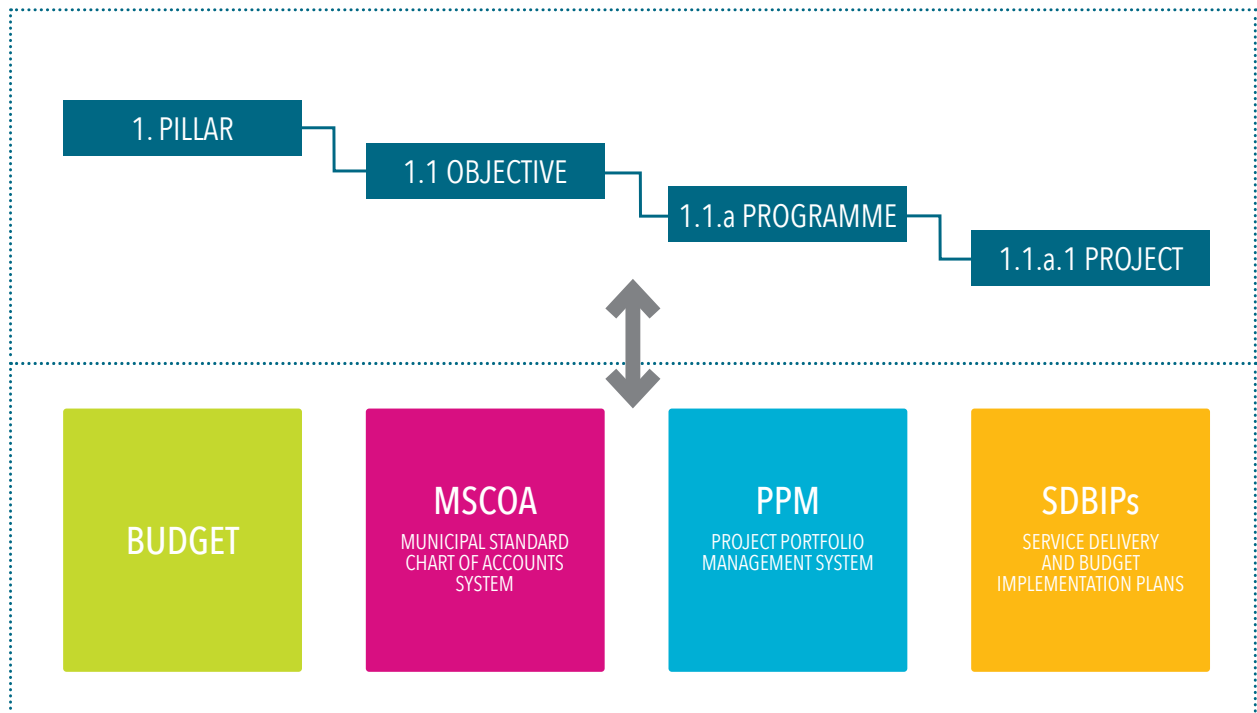 1. PILLAR
1.1 OBJECTIVE
1.1.a PROGRAMME
1.1.a.1 PROJECT
BUDGET
MSCOA
MUNICIPAL STANDARD
CHART OF ACCOUNTS
SYSTEM
PPM
PROJECT PORTFOLIO
MANAGEMENT SYSTEM
SDBIPs
SERVICE DELIVERY
AND BUDGET
IMPLEMENTATION PLANS